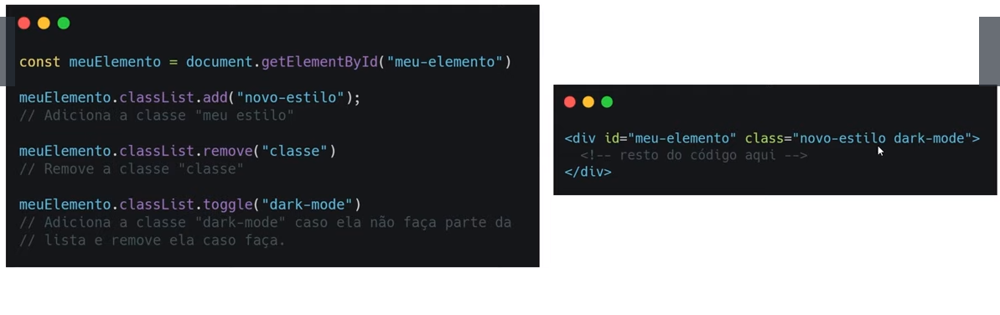 const meuElemento = document.getElementById("meu-elemento")
meuElemento.classList.add("novo-estilo");
// Adiciona a classe "meu estilo"
meuElemento.classList.remove("classe")
// Remove a classe "classe"
meuElemento.classList.toggle("dark-mode")
// Adiciona a classe "dark-mode" caso ela não faça parte da
// lista e remove ela caso faça.
<div id="meu-elemento" class="novo-estilo dark-mode">
<!-- resto do código aqui -->
</div>